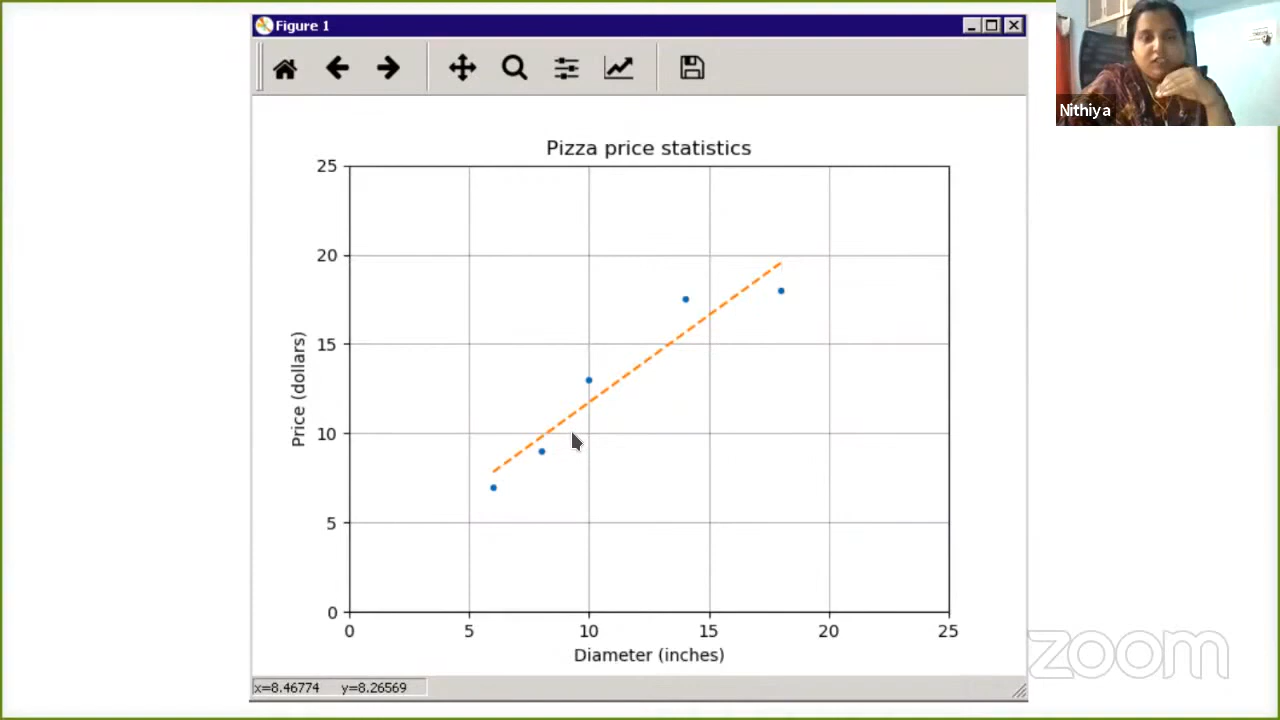 Figure 1
Nithiya
Pizza price statistics
25
20
15
10
5
0
Price (dollars)
0 5 10 15 20 25
Diameter (inches)
x=8.46774 y=8.26569
zoom